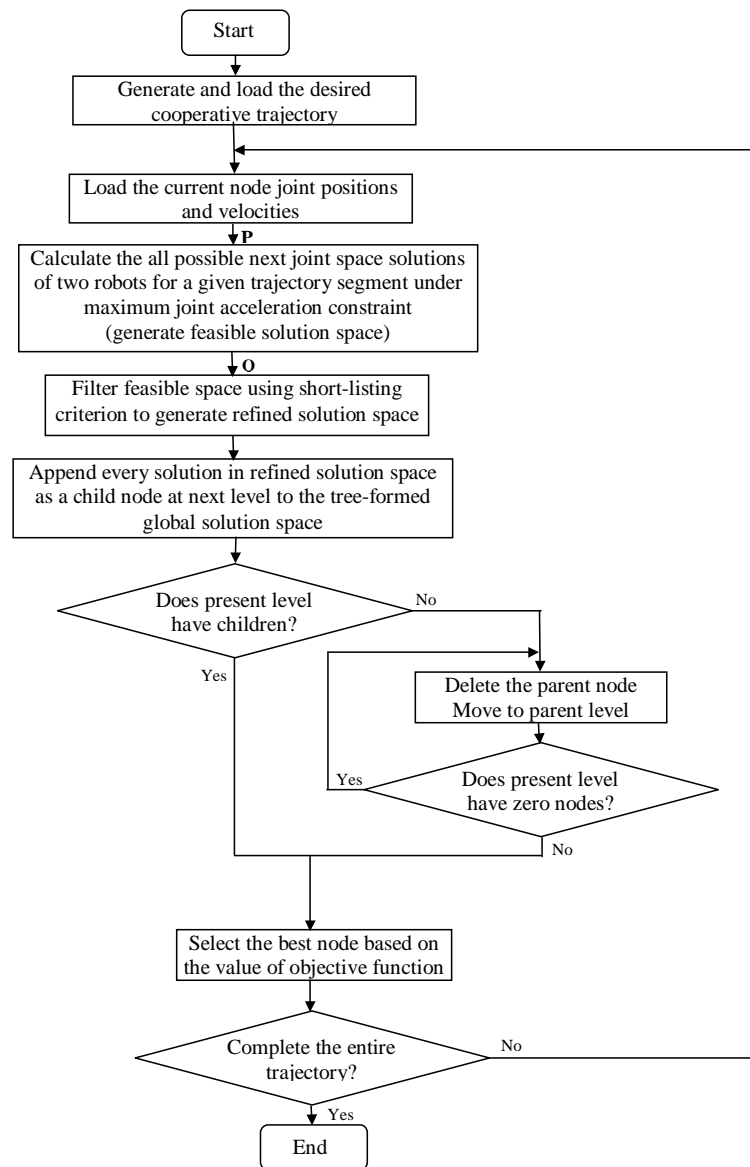 Start
Generate and load the desired
cooperative trajectory
Load the current node joint positions
and velocities
P
Calculate the all possible next joint space solutions
of two robots for a given trajectory segment under
maximum joint acceleration constraint
(generate feasible solution space)
O
Filter feasible space using short-listing
criterion to generate refined solution space
Append every solution in refined solution space
as a child node at next level to the tree-formed
global solution space
Does present level
have children?
No
Yes
Delete the parent node
Move to parent level
Does present level
have zero nodes?
Yes
No
Select the best node based on
the value of objective function
Complete the entire
trajectory?
No
Yes
End